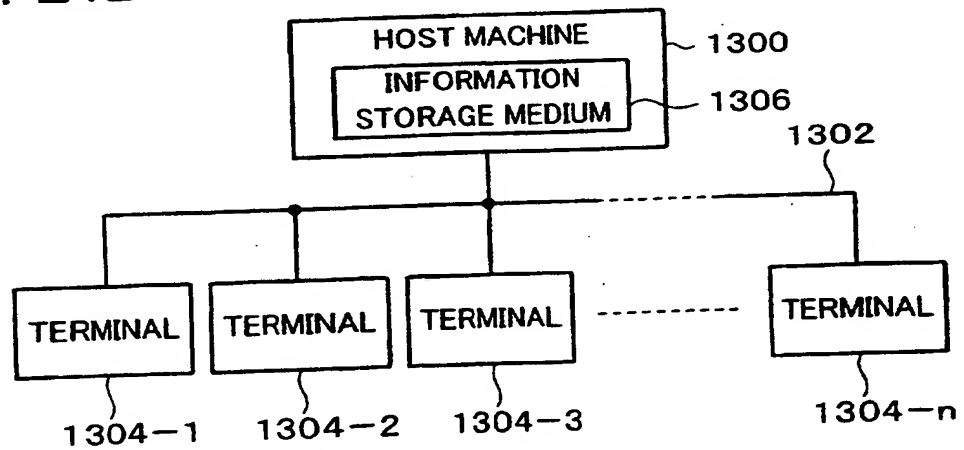 HOST MACHINE
1300
INFORMATION
STORAGE MEDIUM
1306
1302
TERMINAL
TERMINAL
TERMINAL
TERMINAL
1304-1
1304-2
1304-3
1304-n